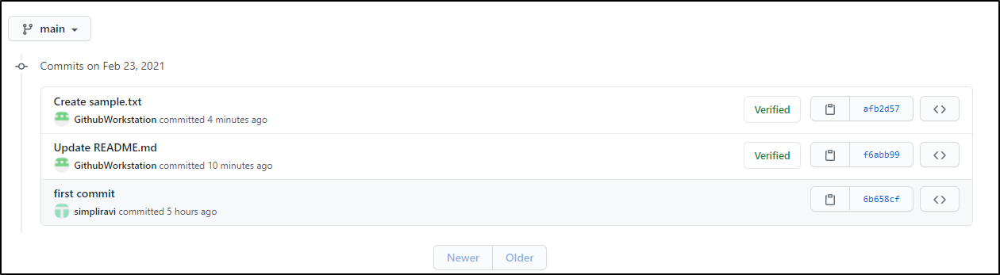 main
Commits on Feb 23, 2021
Create sample.txt
GithubWorkstation committed 4 minutes ago
Verified
afb2d57
Update README.md
GithubWorkstation committed 10 minutes ago
Verified
f6abb99
first commit
simpliravi committed 5 hours ago
6b658cf
Newer Older